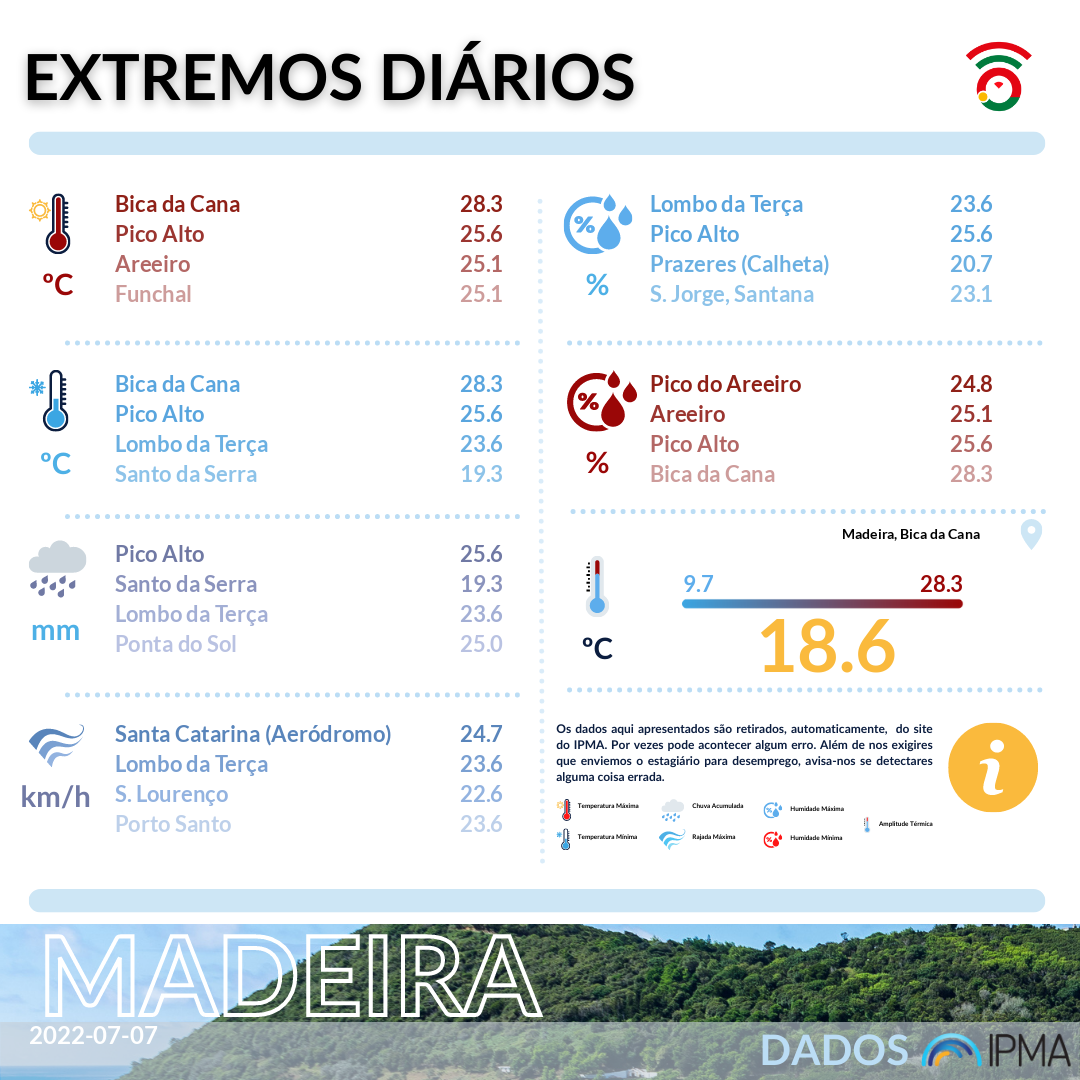 EXTREMOS DIÁRIOS
Bica da Cana 28.3
Pico Alto 25.6
Areeiro 25.1
Funchal 25.1
ºC
Bica da Cana 28.3
Pico Alto 25.6
Lombo da Terça 23.6
Santo da Serra 19.3
ºC
Pico Alto 25.6
Santo da Serra 19.3
Lombo da Terça 23.6
Ponta do Sol 25.0
mm
Santa Catarina (Aeródromo) 24.7
Lombo da Terça 23.6
S. Lourenço 22.6
Porto Santo 23.6
km/h
Lombo da Terça 23.6
Pico Alto 25.6
Prazeres (Calheta) 20.7
S. Jorge, Santana 23.1
%
%
Pico do Areeiro 24.8
Areeiro 25.1
Pico Alto 25.6
Bica da Cana 28.3
%
%
Madeira, Bica da Cana
9.7 28.3
18.6
ºC
Os dados aqui apresentados são retirados, automaticamente, do site
do IPMA. Por vezes pode acontecer algum erro. Além de nos exigires
que enviemos o estagiário para desemprego, avisa-nos se detectares
alguma coisa errada.
i
Temperatura Máxima
Chuva Acumulada
Humidade Máxima
Amplitude Térmica
Temperatura Mínima
Rajada Máxima
Humidade Mínima
MADEIRA
2022-07-07
DADOS IPMA